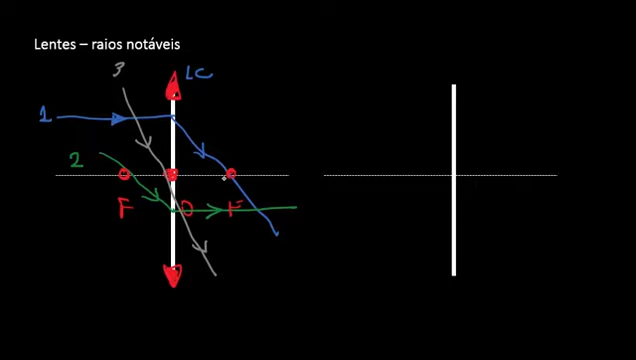 Lentes – raios notáveis
3
LC
1
2
F
O
F